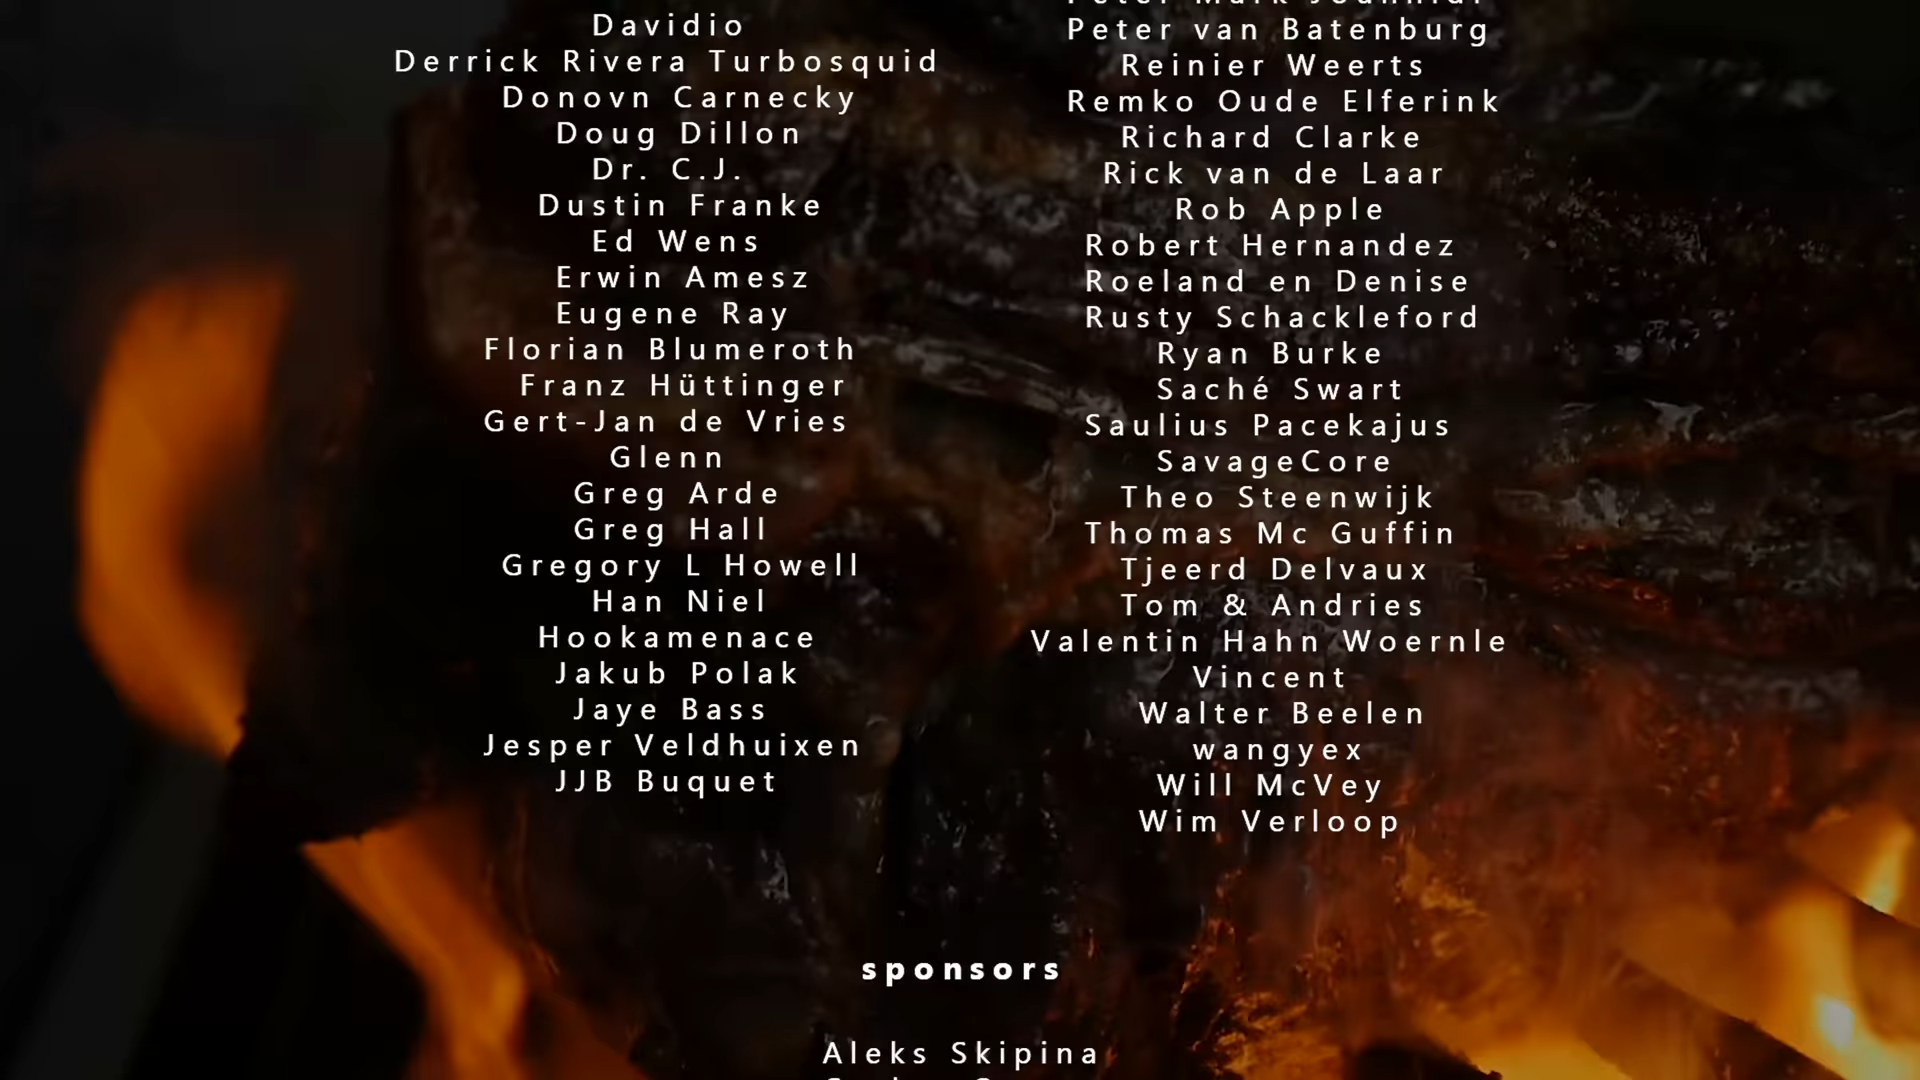 Davidio
Derrick Rivera Turbosquid
Donovn Carnecky
Doug Dillon
Dr. C.J.
Dustin Franke
Ed Wens
Erwin Amesz
Eugene Ray
Florian Blumeroth
Franz Hüttinger
Gert-Jan de Vries
Glenn
Greg Arde
Greg Hall
Gregory L Howell
Han Niel
Hookamenace
Jakub Polak
Jaye Bass
Jesper Veldhuixen
JJB Buquet
Peter van Batenburg
Reinier Weerts
Remko Oude Elferink
Richard Clarke
Rick van de Laar
Rob Apple
Robert Hernandez
Roeland en Denise
Rusty Schackleford
Ryan Burke
Saché Swart
Saulius Pacekajus
SavageCore
Theo Steenwijk
Thomas Mc Guffin
Tjeerd Delvaux
Tom & Andries
Valentin Hahn Woernle
Vincent
Walter Beelen
wangyex
Will McVey
Wim Verloop
sponsors
Aleks Skipina